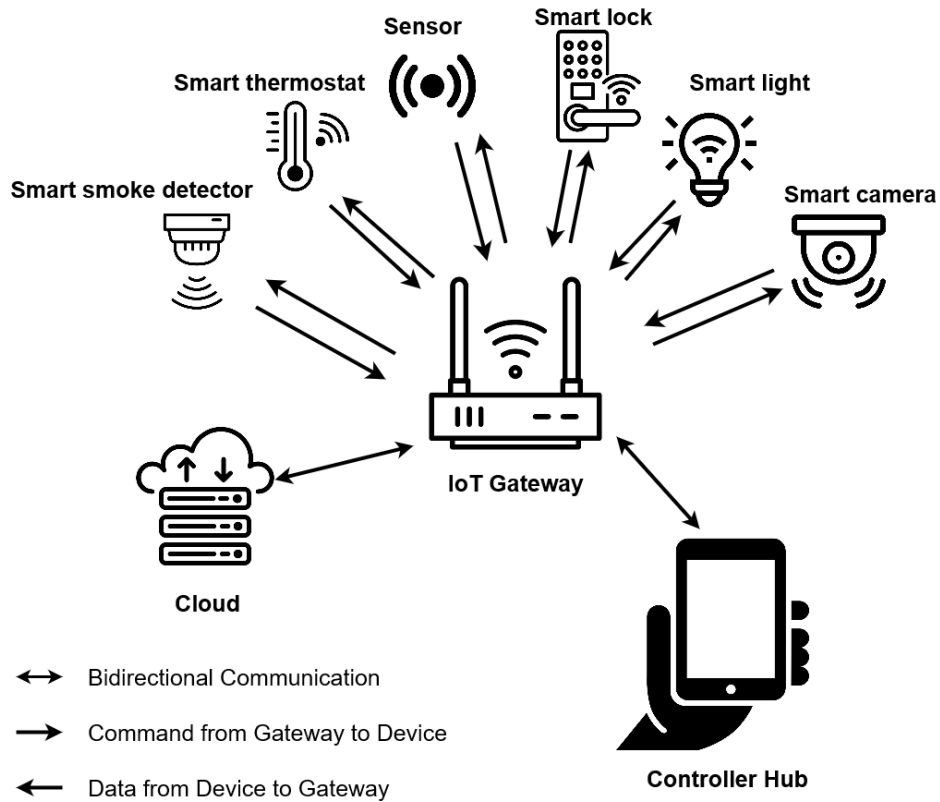 Smart lock
Sensor
Smart thermostat
Smart light
Smart smoke detector
Smart camera
IoT Gateway
Cloud
Bidirectional Communication
Command from Gateway to Device
Controller Hub
Data from Device to Gateway